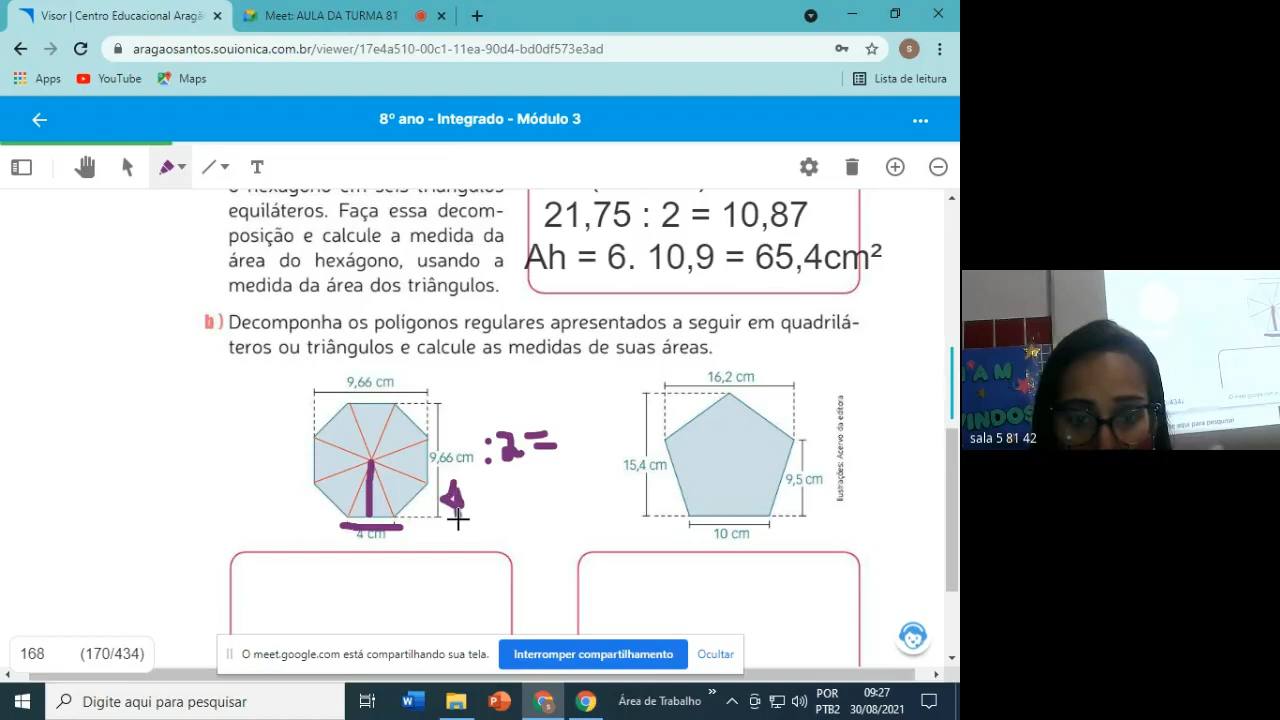 Visor | Centro Educacional Aragã
Meet: AULA DA TURMA 81
aragaosantos.souionica.com.br/viewer/17e4a510-00c1-11ea-90d4-bd0df573e3ad
s
Apps
YouTube
Maps
Lista de leitura
8º ano - Integrado - Módulo 3
T
o hexágono em seis triângulos
equiláteros. Faça essa decom-
posição e calcule a medida da
área do hexágono, usando a
medida da área dos triângulos.
21,75 : 2 = 10,87
Ah = 6. 10,9 = 65,4cm²
b) Decomponha os polígonos regulares apresentados a seguir em quadrilá-
teros ou triângulos e calcule as medidas de suas áreas.
9,66 cm
9,66 cm
4 cm
:2=
4
16,2 cm
15,4 cm
9,5 cm
10 cm
Ilustrações: Acervo da editora
168 (170/434)
O meet.google.com está compartilhando sua tela.
Interromper compartilhamento
Ocultar
Digite aqui para pesquisar
Área de Trabalho
POR
PTB2
09:27
30/08/2021
sala 5 81 42